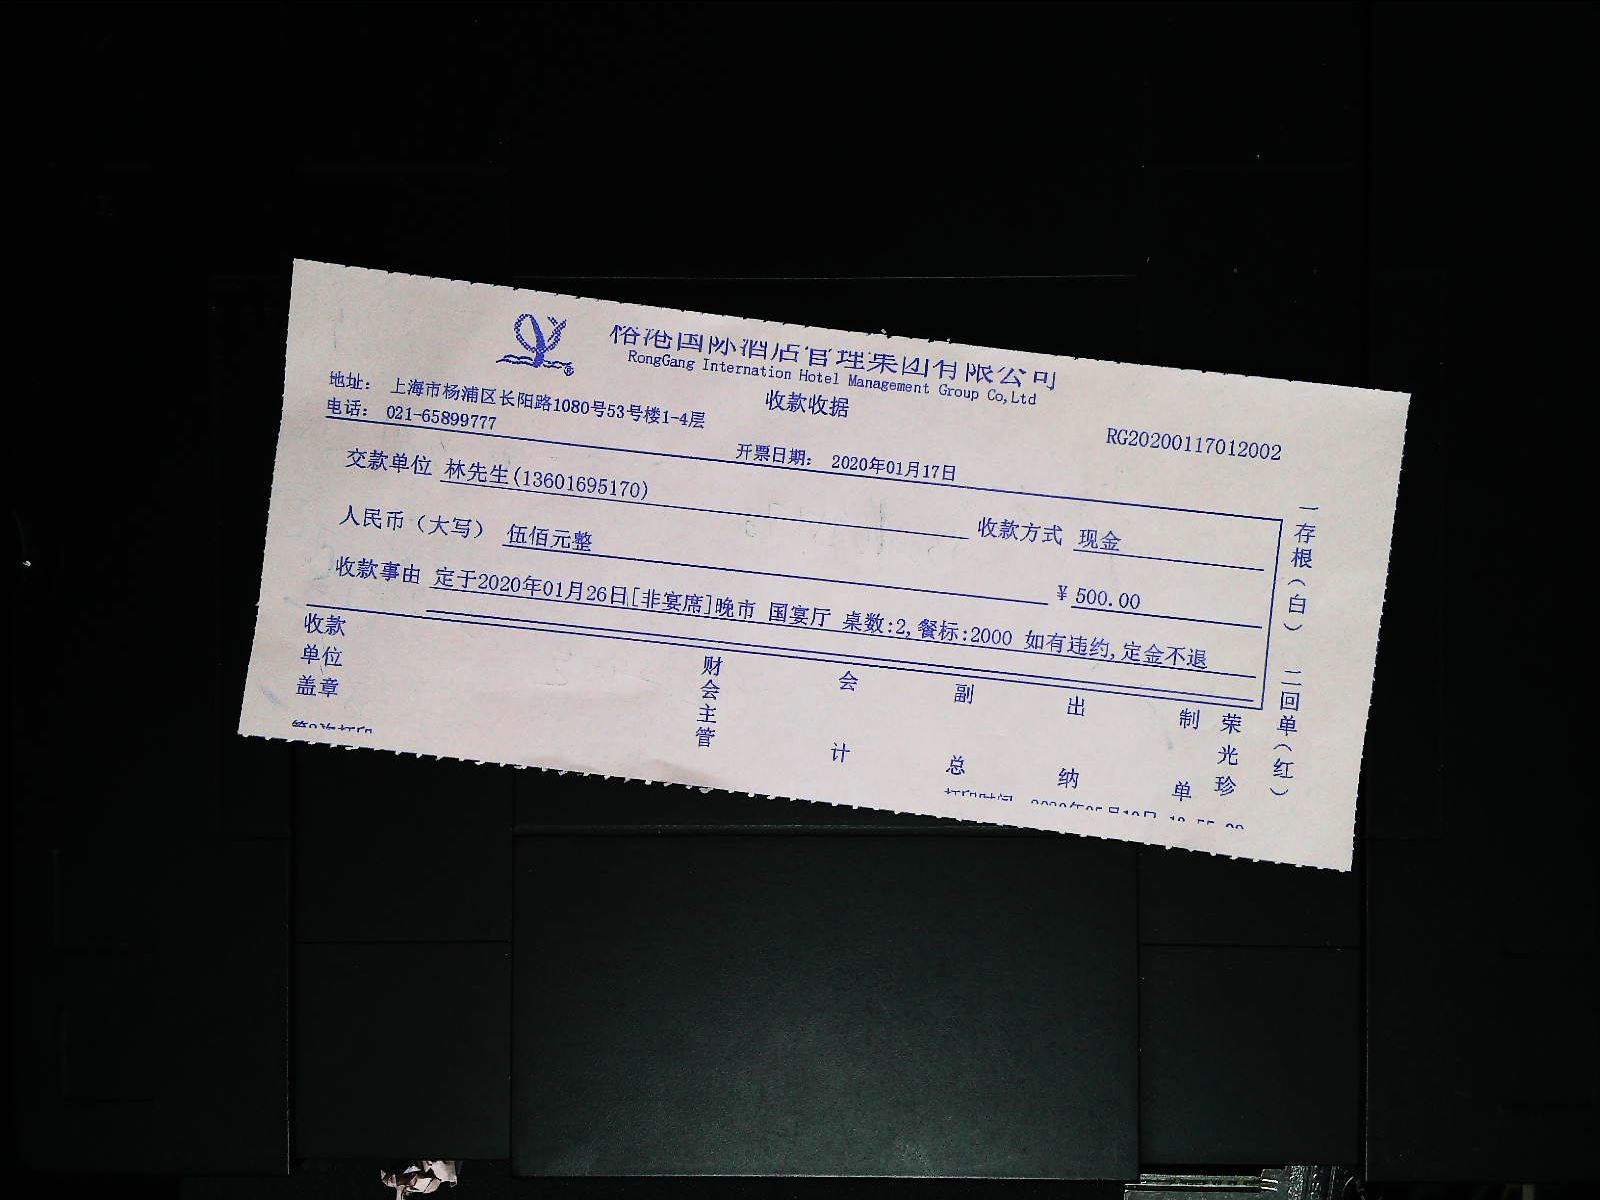 榕港国际酒店管理集团有限公司
RongGang Internation Hotel Management Group Co,Ltd
地址： 上海市杨浦区长阳路1080号53号楼1-4层
收款收据
电话： 021-65899777
RG20200117012002
开票日期： 2020年01月17日
交款单位 林先生(13601695170)
收款方式 现金
人民币（大写） 伍佰元整
¥ 500.00
收款事由 定于2020年01月26日[非宴席]晚市 国宴厅 桌数:2,餐标:2000 如有违约,定金不退
收款单位盖章
财会主管
会计
副总
出纳
制单
荣光珍
一存根（白）
二回单（红）